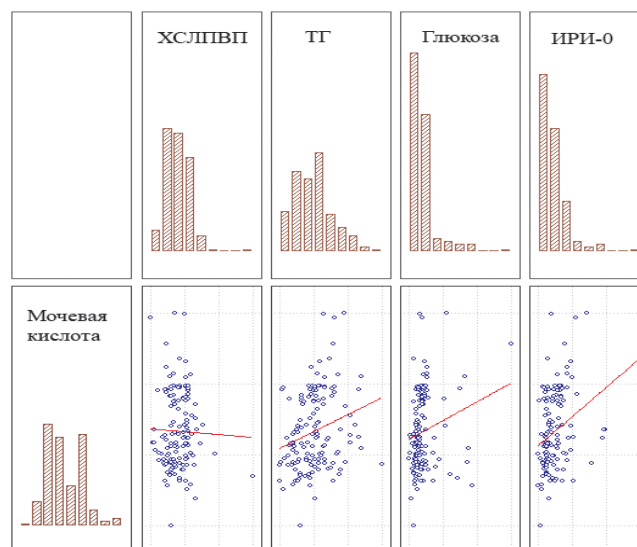 ХСЛПВП
ТГ
Глюкоза
ИРИ-0
Мочевая
кислота